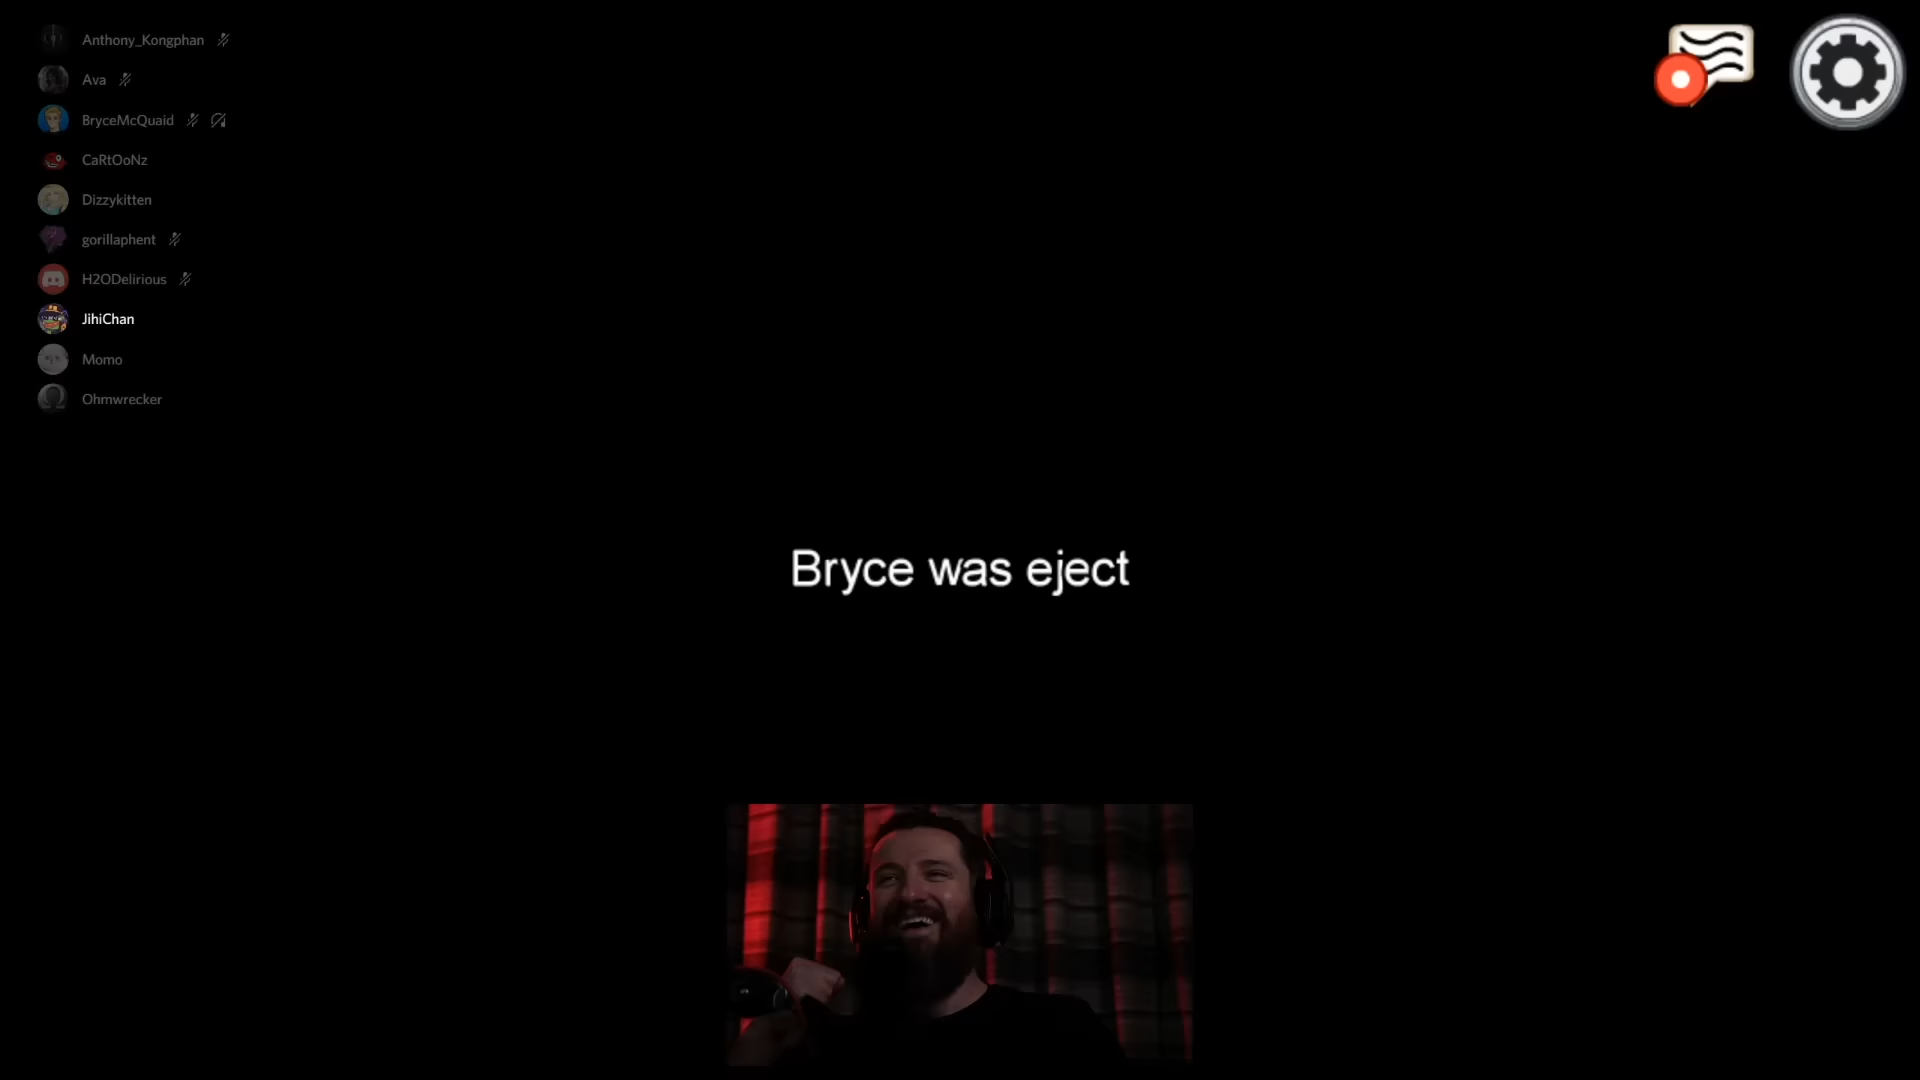 Anthony_Kongphan
Ava
BryceMcQuaid
CaRtOoNz
Dizzykitten
gorillaphent
H2ODelirious
JihiChan
Momo
Ohmwrecker
Bryce was eject